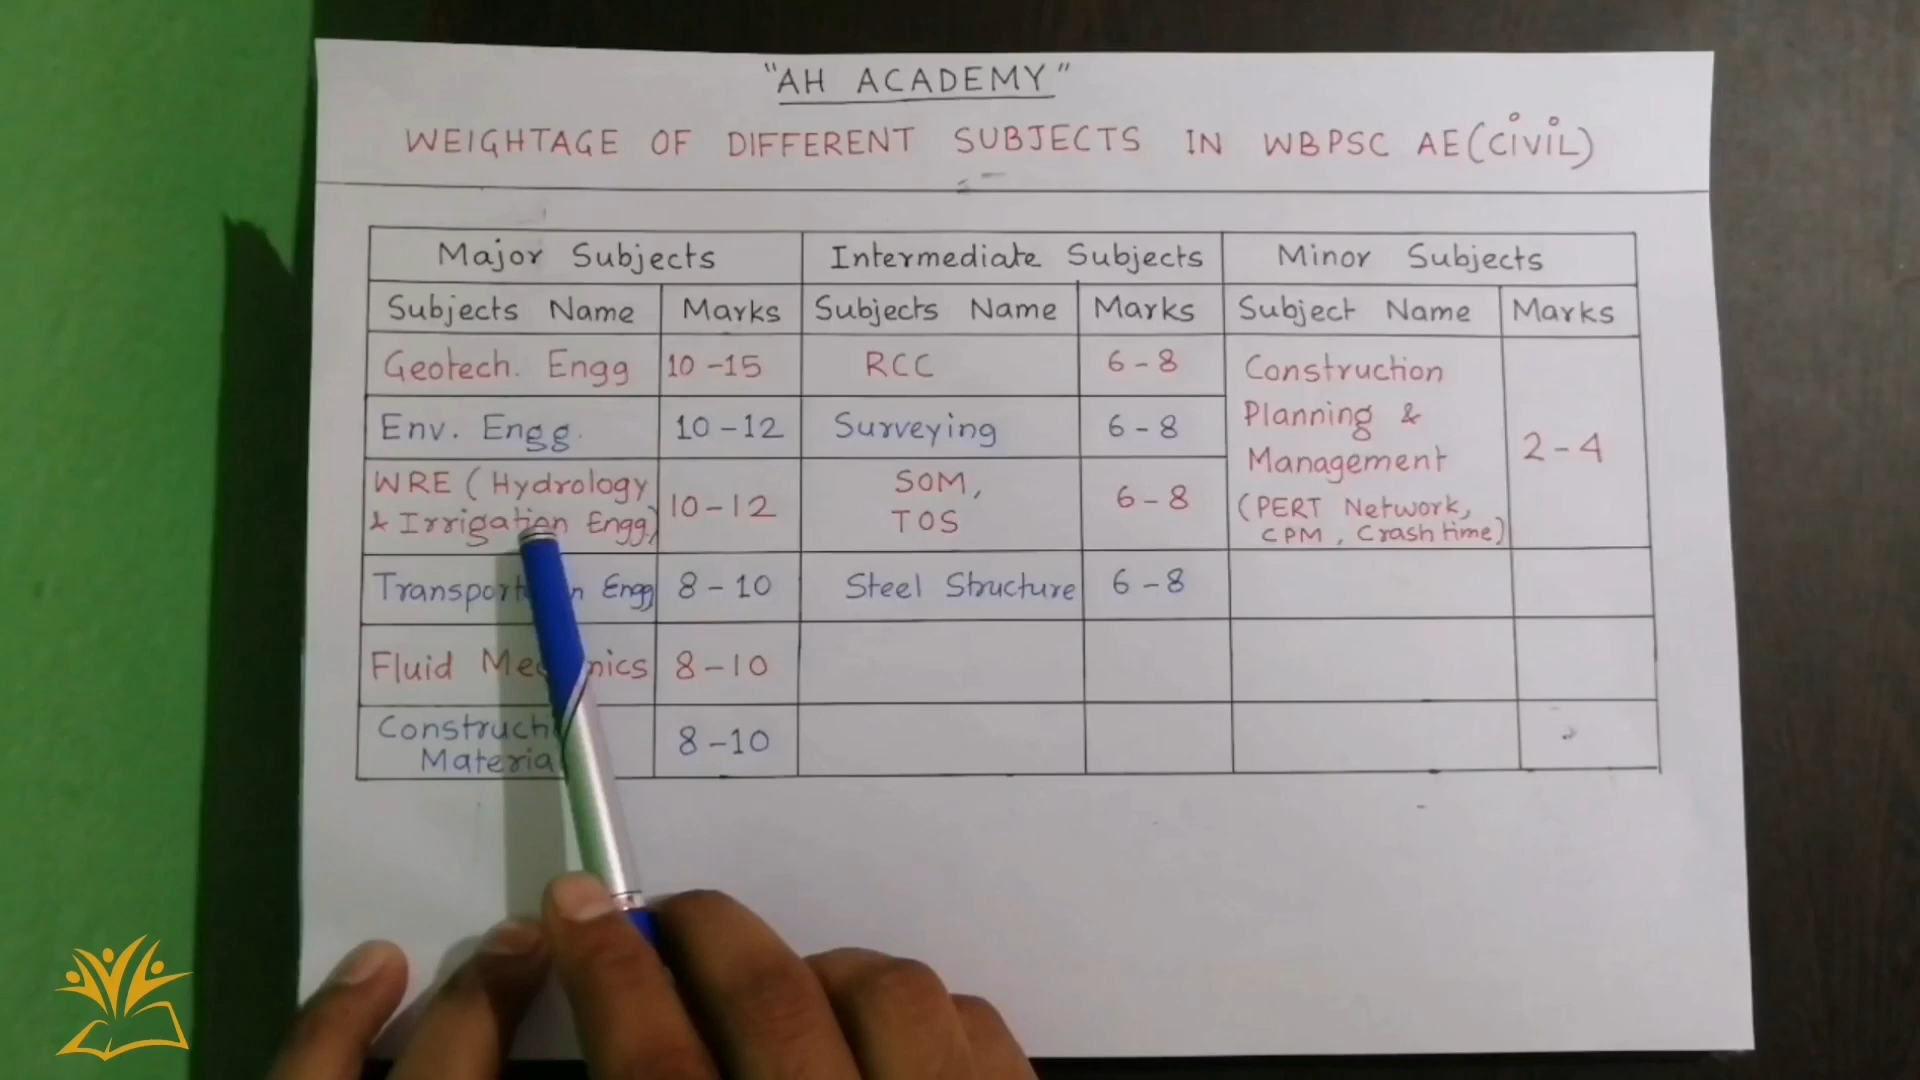 "AH ACADEMY"
WEIGHTAGE OF DIFFERENT SUBJECTS IN WBPSC AE(CIVIL)
Major Subjects Intermediate Subjects Minor Subjects
Subjects Name Marks Subjects Name Marks Subject Name Marks
Geotech. Engg 10-15 RCC 6-8 Construction
Planning &
Management
(PERT Network,
CPM, Crash time) 2-4
Env. Engg. 10-12 Surveying 6-8
WRE (Hydrology
& Irrigation Engg) 10-12 SOM,
TOS 6-8
Engg 8-10 Steel Structure 6-8
Fluid 8-10
8-10